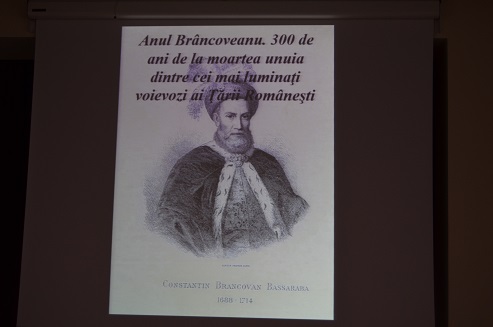 Anul Brâncoveanu. 300 de
ani de la moartea unuia
dintre cei mai luminați
voievozi ai Țării Românești
Constantin Brancovan Bassaraba
1688-1714